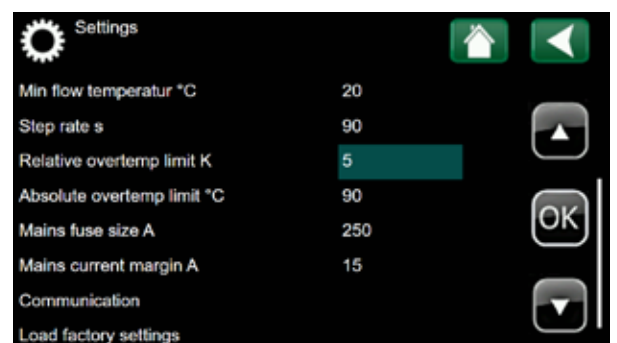 Settings
Min flow temperatur °C 20
Step rate s 90
Relative overtemp limit K 5
Absolute overtemp limit °C 90
OK
Mains fuse size A 250
Mains current margin A 15
Communication
Load factory settings